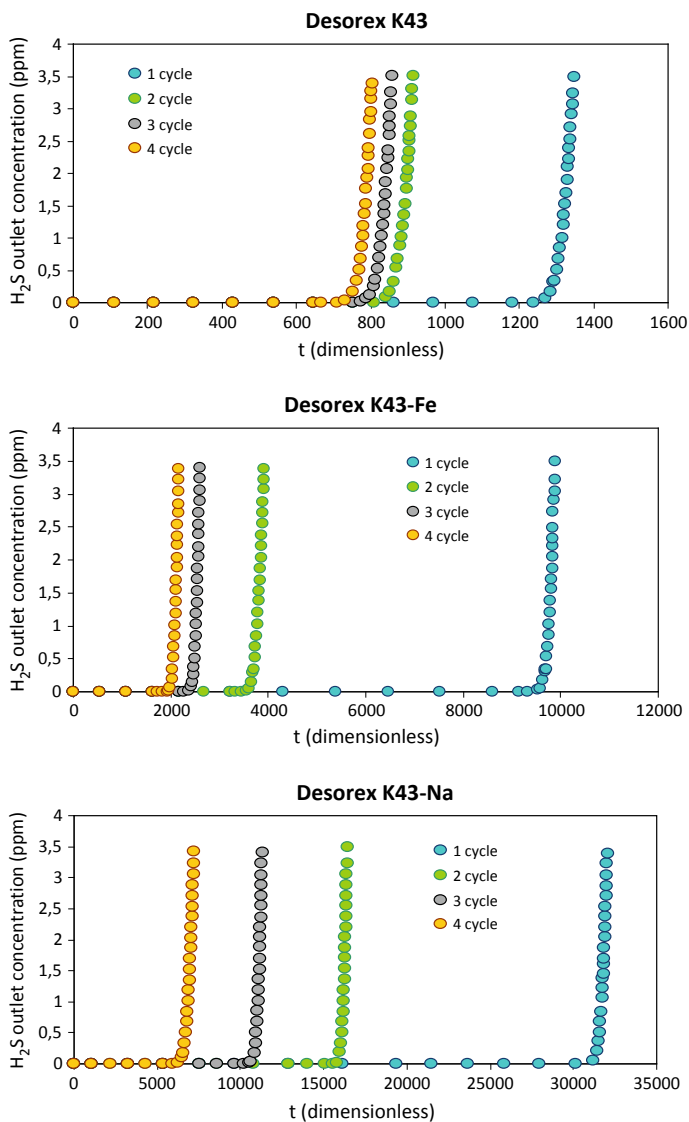 Desorex K43
H₂S outlet concentration (ppm)
4
3,5
3
2,5
2
1,5
1
0,5
0
1 cycle
2 cycle
3 cycle
4 cycle
0 200 400 600 800 1000 1200 1400 1600
t (dimensionless)
Desorex K43-Fe
H₂S outlet concentration (ppm)
4
3,5
3
2,5
2
1,5
1
0,5
0
1 cycle
2 cycle
3 cycle
4 cycle
0 2000 4000 6000 8000 10000 12000
t (dimensionless)
Desorex K43-Na
H₂S outlet concentration (ppm)
4
3,5
3
2,5
2
1,5
1
0,5
0
1 cycle
2 cycle
3 cycle
4 cycle
0 5000 10000 15000 20000 25000 30000 35000
t (dimensionless)